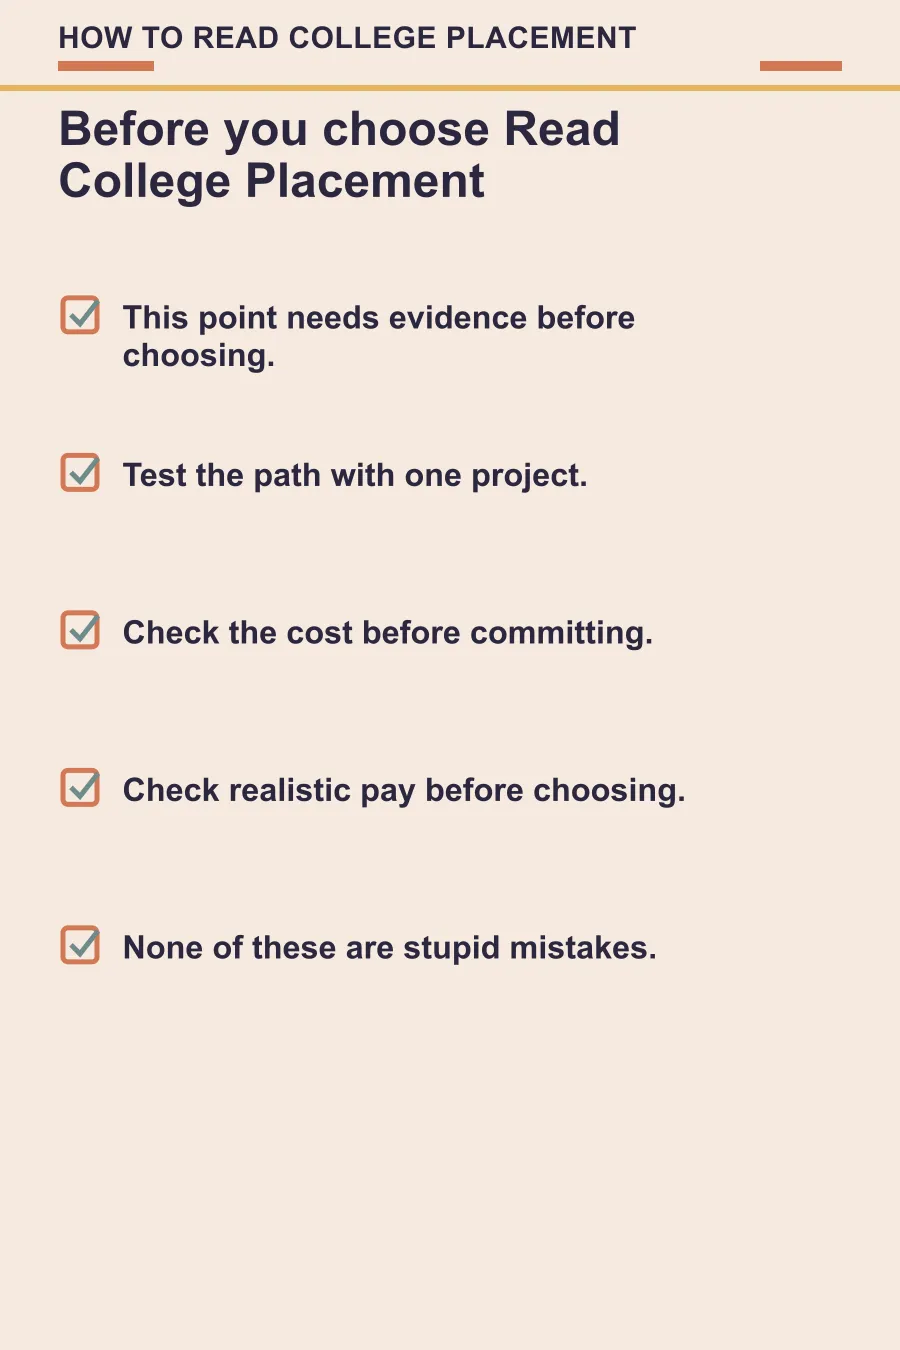 HOW TO READ COLLEGE PLACEMENT
Before you choose Read
College Placement
This point needs evidence before
choosing.
Test the path with one project.
Check the cost before committing.
Check realistic pay before choosing.
None of these are stupid mistakes.